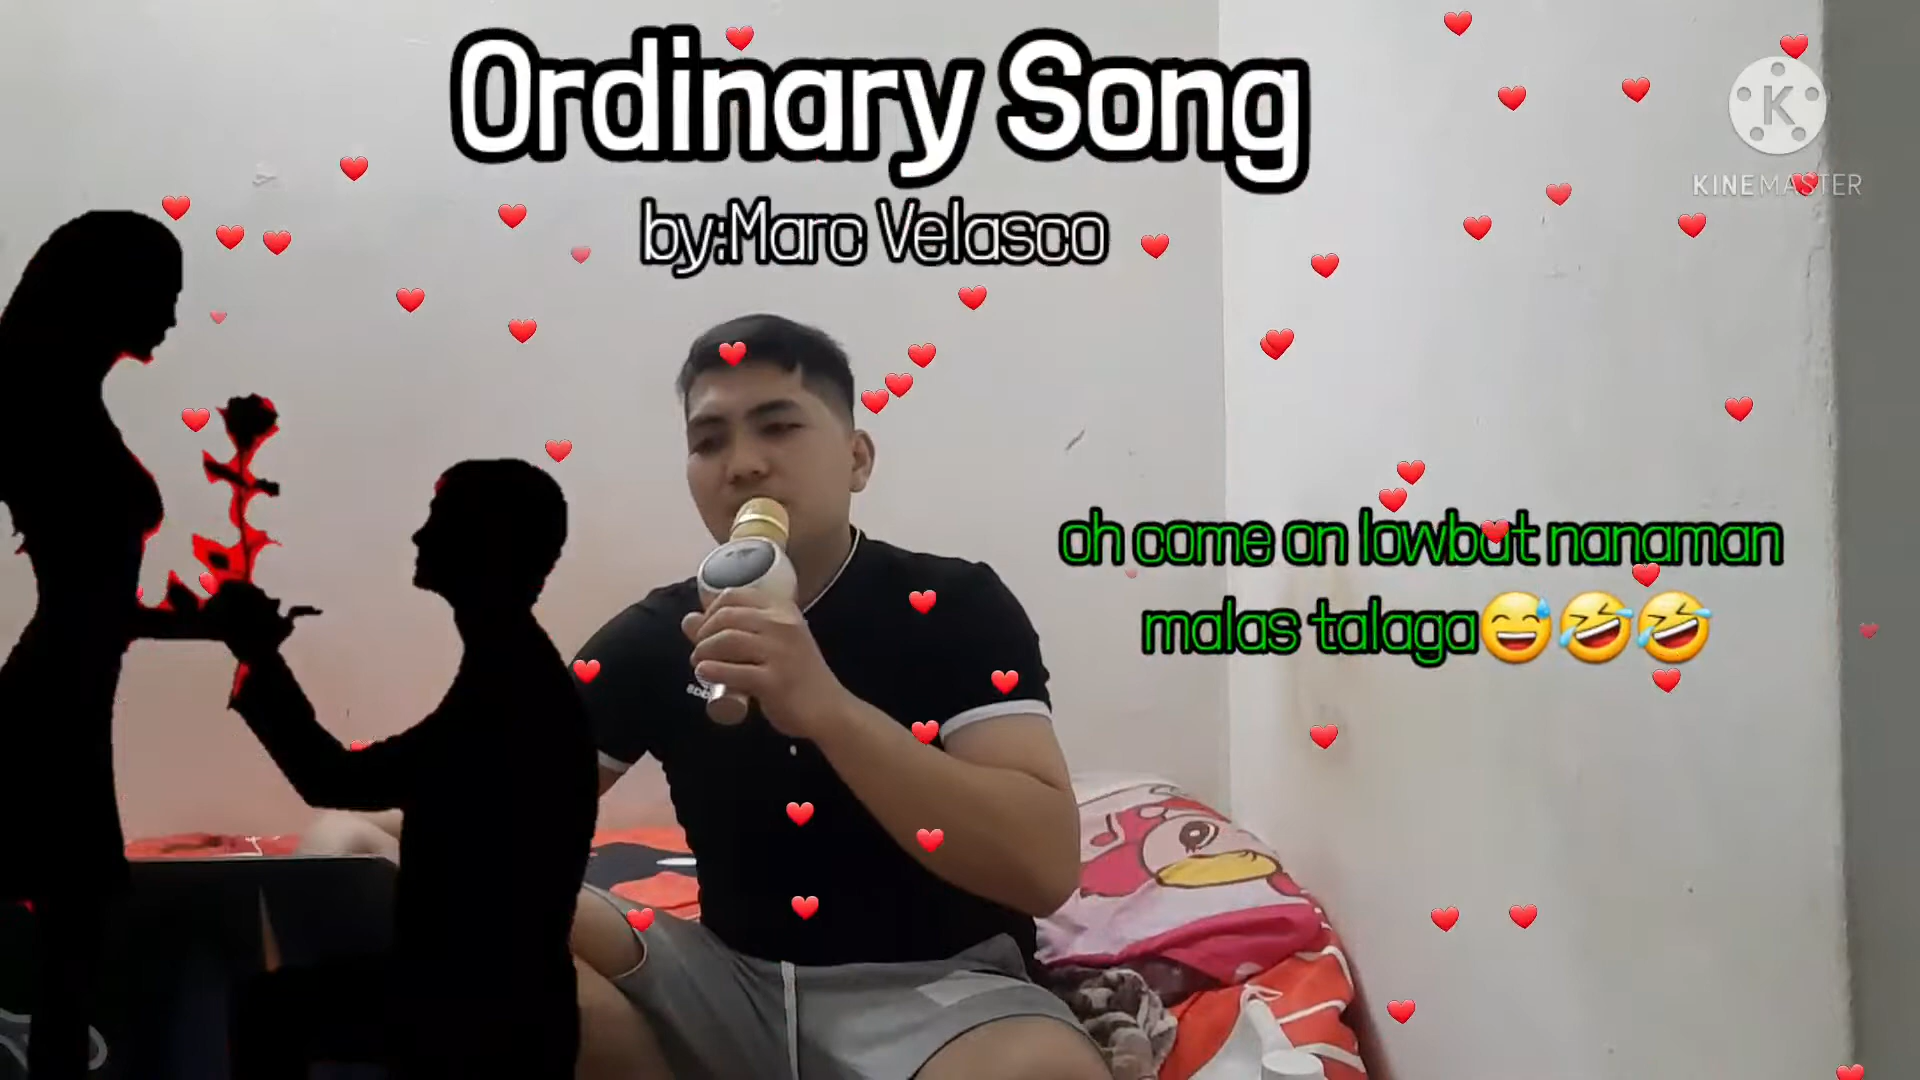 Ordinary Song
by:Marc Velasco
KINEMASTER
oh come on lowbat nanaman
malas talaga😅🤣🤣